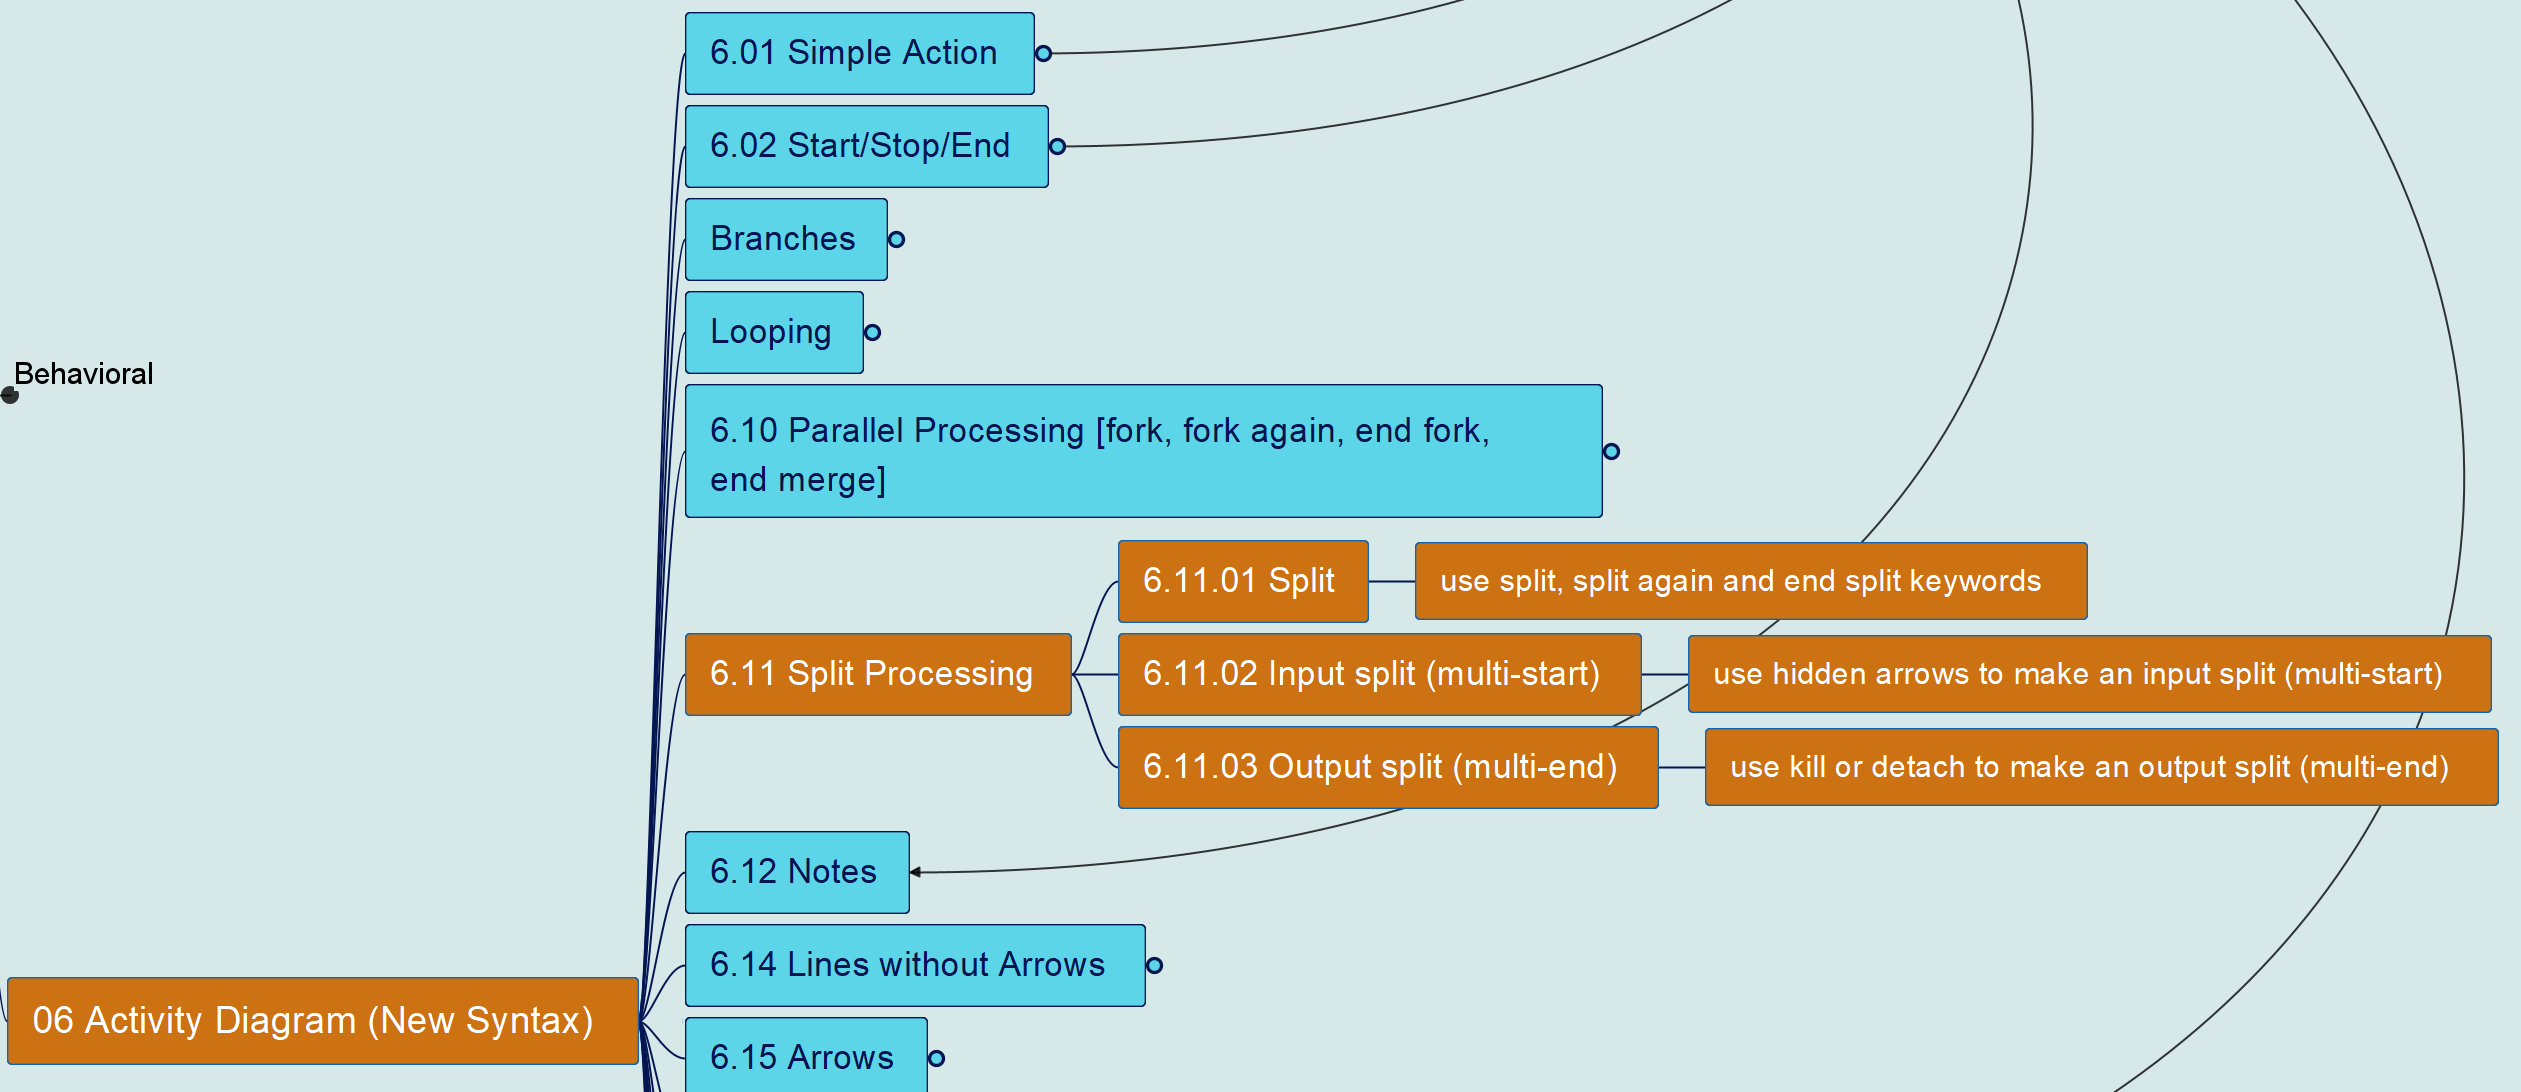 6.01 Simple Action
6.02 Start/Stop/End
Branches
Looping
Behavioral
6.10 Parallel Processing [fork, fork again, end fork,
end merge]
6.11 Split Processing
6.11.01 Split
use split, split again and end split keywords
6.11.02 Input split (multi-start)
use hidden arrows to make an input split (multi-start)
6.11.03 Output split (multi-end)
use kill or detach to make an output split (multi-end)
6.12 Notes
6.14 Lines without Arrows
06 Activity Diagram (New Syntax)
6.15 Arrows